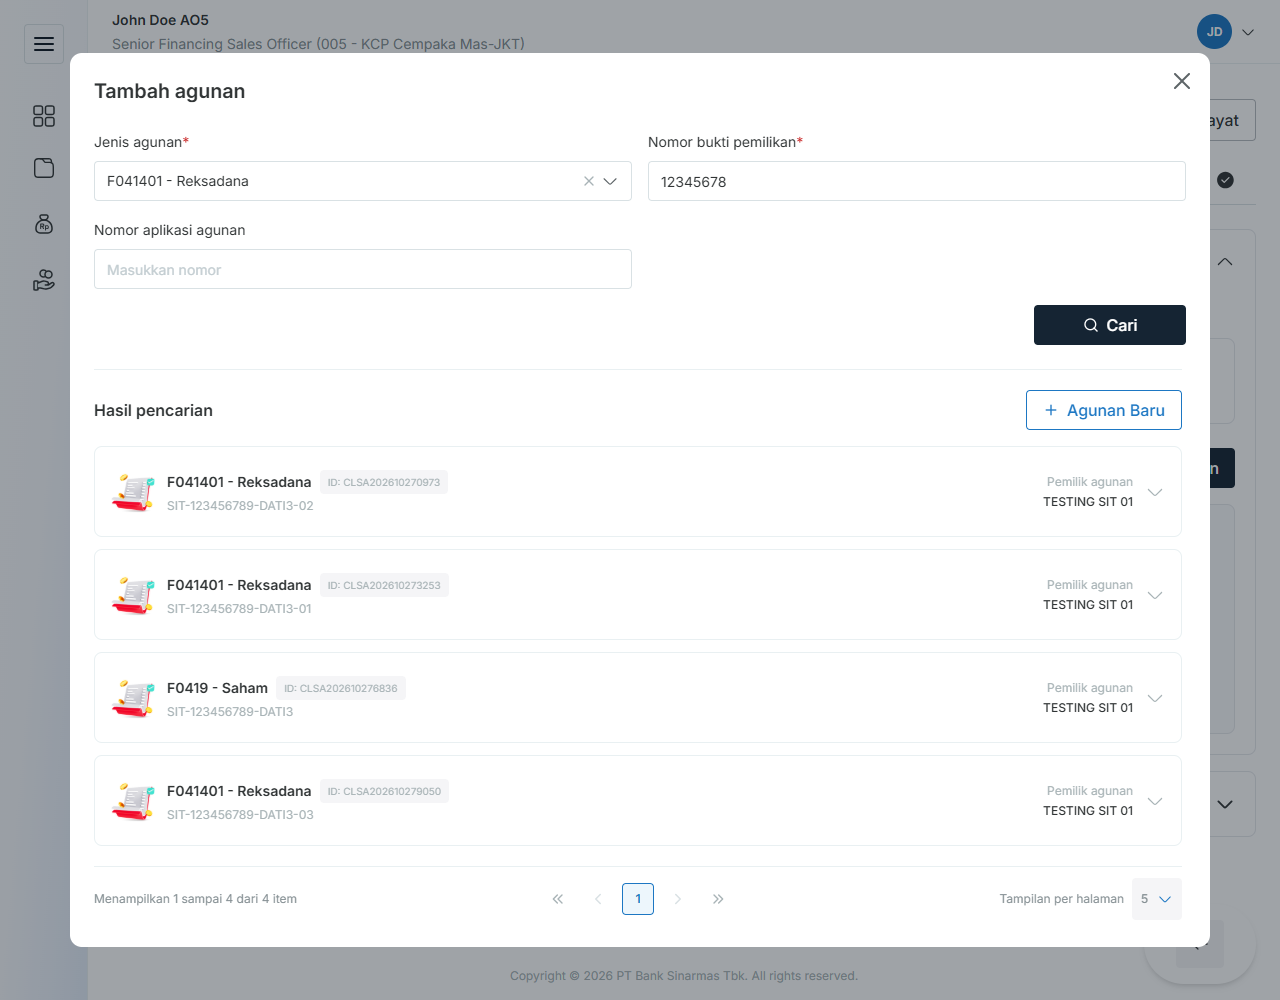 John Doe AO5
Senior Financing Sales Officer (005 - KCP Cempaka Mas-JKT)
JD
Tambah agunan
Jenis agunan*
Nomor bukti pemilikan*
F041401 - Reksadana
12345678
Nomor aplikasi agunan
Masukkan nomor
Cari
Hasil pencarian
Agunan Baru
F041401 - Reksadana
ID: CLSA202610270973
SIT-123456789-DATI3-02
Pemilik agunan
TESTING SIT 01
F041401 - Reksadana
ID: CLSA202610273253
SIT-123456789-DATI3-01
Pemilik agunan
TESTING SIT 01
F0419 - Saham
ID: CLSA202610276836
SIT-123456789-DATI3
Pemilik agunan
TESTING SIT 01
F041401 - Reksadana
ID: CLSA202610279050
SIT-123456789-DATI3-03
Pemilik agunan
TESTING SIT 01
Menampilkan 1 sampai 4 dari 4 item
1
Tampilan per halaman
5
Copyright © 2026 PT Bank Sinarmas Tbk. All rights reserved.